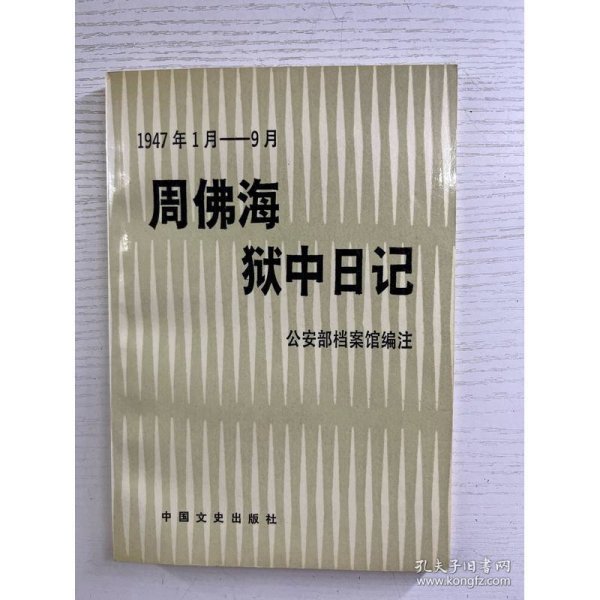 1947年1月——9月
周佛海
狱中日记
公安部档案馆编注
中国文史出版社
孔夫子旧书网
www.kongfz.com